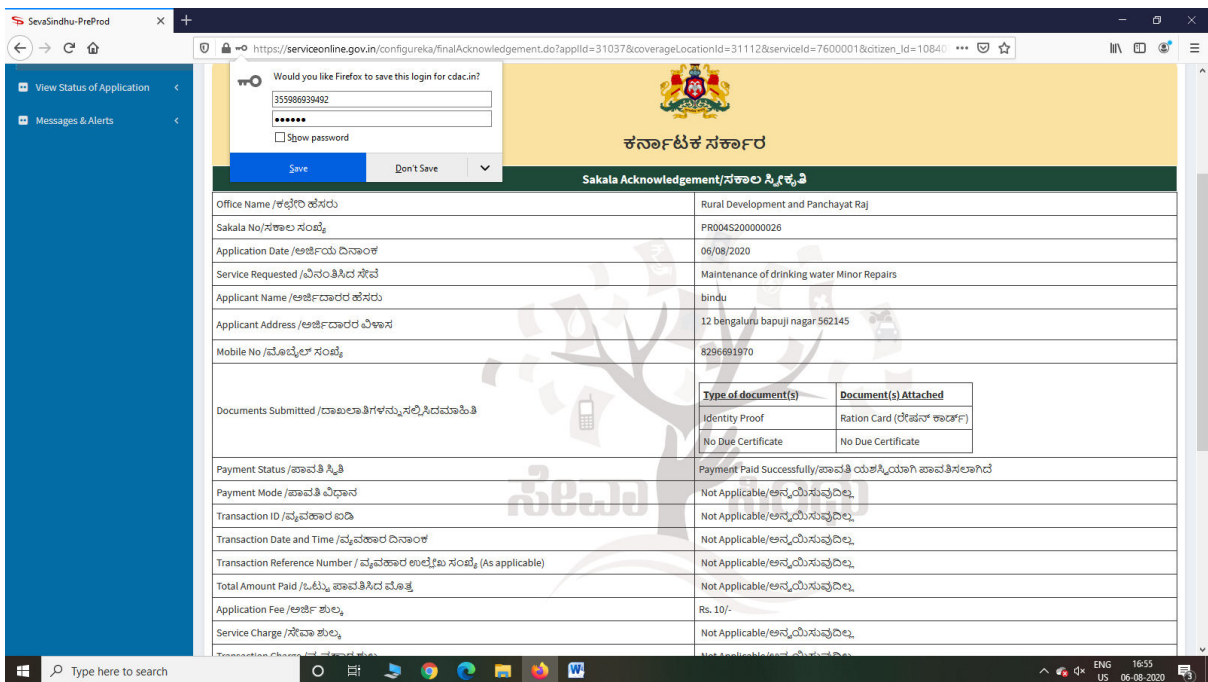 SevaSindhu-PreProd
https://serviceonline.gov.in/configureka/finalAcknowledgement.do?applId=31037&coverageLocationId=31112&serviceId=7600001&citizen_Id=10840
View Status of Application
Messages & Alerts
Would you like Firefox to save this login for cdac.in?
355986939492
••••••
Show password
Save Don't Save
ಕರ್ನಾಟಕ ಸರ್ಕಾರ
Sakala Acknowledgement/ಸಕಾಲ ಸ್ವೀಕೃತಿ
Office Name /ಕಛೇರಿ ಹೆಸರು Rural Development and Panchayat Raj
Sakala No/ಸಕಾಲ ಸಂಖ್ಯೆ PR004S200000026
Application Date /ಅರ್ಜಿಯ ದಿನಾಂಕ 06/08/2020
Service Requested /ವಿನಂತಿಸಿದ ಸೇವೆ Maintenance of drinking water Minor Repairs
Applicant Name /ಅರ್ಜಿದಾರರ ಹೆಸರು bindu
Applicant Address /ಅರ್ಜಿದಾರರ ವಿಳಾಸ 12 bengaluru bapuji nagar 562145
Mobile No /ಮೊಬೈಲ್ ಸಂಖ್ಯೆ 8296691970
Documents Submitted /ದಾಖಲಾತಿಗಳನ್ನು ಸಲ್ಲಿಸಿದಮಾಹಿತಿ
Type of document(s) Document(s) Attached
Identity Proof Ration Card (ರೇಷನ್ ಕಾರ್ಡ್)
No Due Certificate No Due Certificate
Payment Status /ಪಾವತಿ ಸ್ಥಿತಿ Payment Paid Successfully/ಪಾವತಿ ಯಶಸ್ವಿಯಾಗಿ ಪಾವತಿಸಲಾಗಿದೆ
Payment Mode /ಪಾವತಿ ವಿಧಾನ Not Applicable/ಅನ್ವಯಿಸುವುದಿಲ್ಲ
Transaction ID /ವ್ಯವಹಾರ ಐಡಿ Not Applicable/ಅನ್ವಯಿಸುವುದಿಲ್ಲ
Transaction Date and Time /ವ್ಯವಹಾರ ದಿನಾಂಕ Not Applicable/ಅನ್ವಯಿಸುವುದಿಲ್ಲ
Transaction Reference Number / ವ್ಯವಹಾರ ಉಲ್ಲೇಖ ಸಂಖ್ಯೆ (As applicable) Not Applicable/ಅನ್ವಯಿಸುವುದಿಲ್ಲ
Total Amount Paid /ಒಟ್ಟು ಪಾವತಿಸಿದ ಮೊತ್ತ Not Applicable/ಅನ್ವಯಿಸುವುದಿಲ್ಲ
Application Fee /ಅರ್ಜಿ ಶುಲ್ಕ Rs. 10/-
Service Charge /ಸೇವಾ ಶುಲ್ಕ Not Applicable/ಅನ್ವಯಿಸುವುದಿಲ್ಲ
ಸೇವಾ ಸಿಂಧು
Type here to search
W
ENG 16:55
US 06-08-2020
3